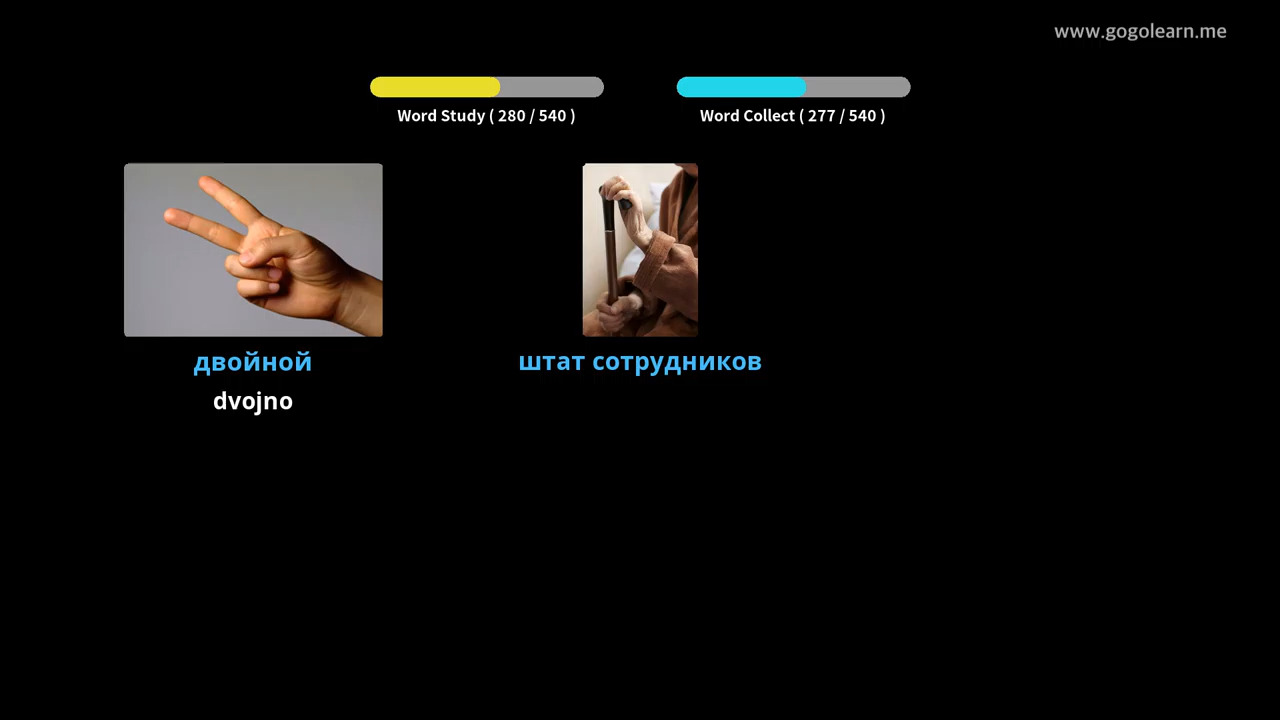 www.gogolearn.me
Word Study ( 280 / 540 )
Word Collect ( 277 / 540 )
двойной
штат сотрудников
dvojno